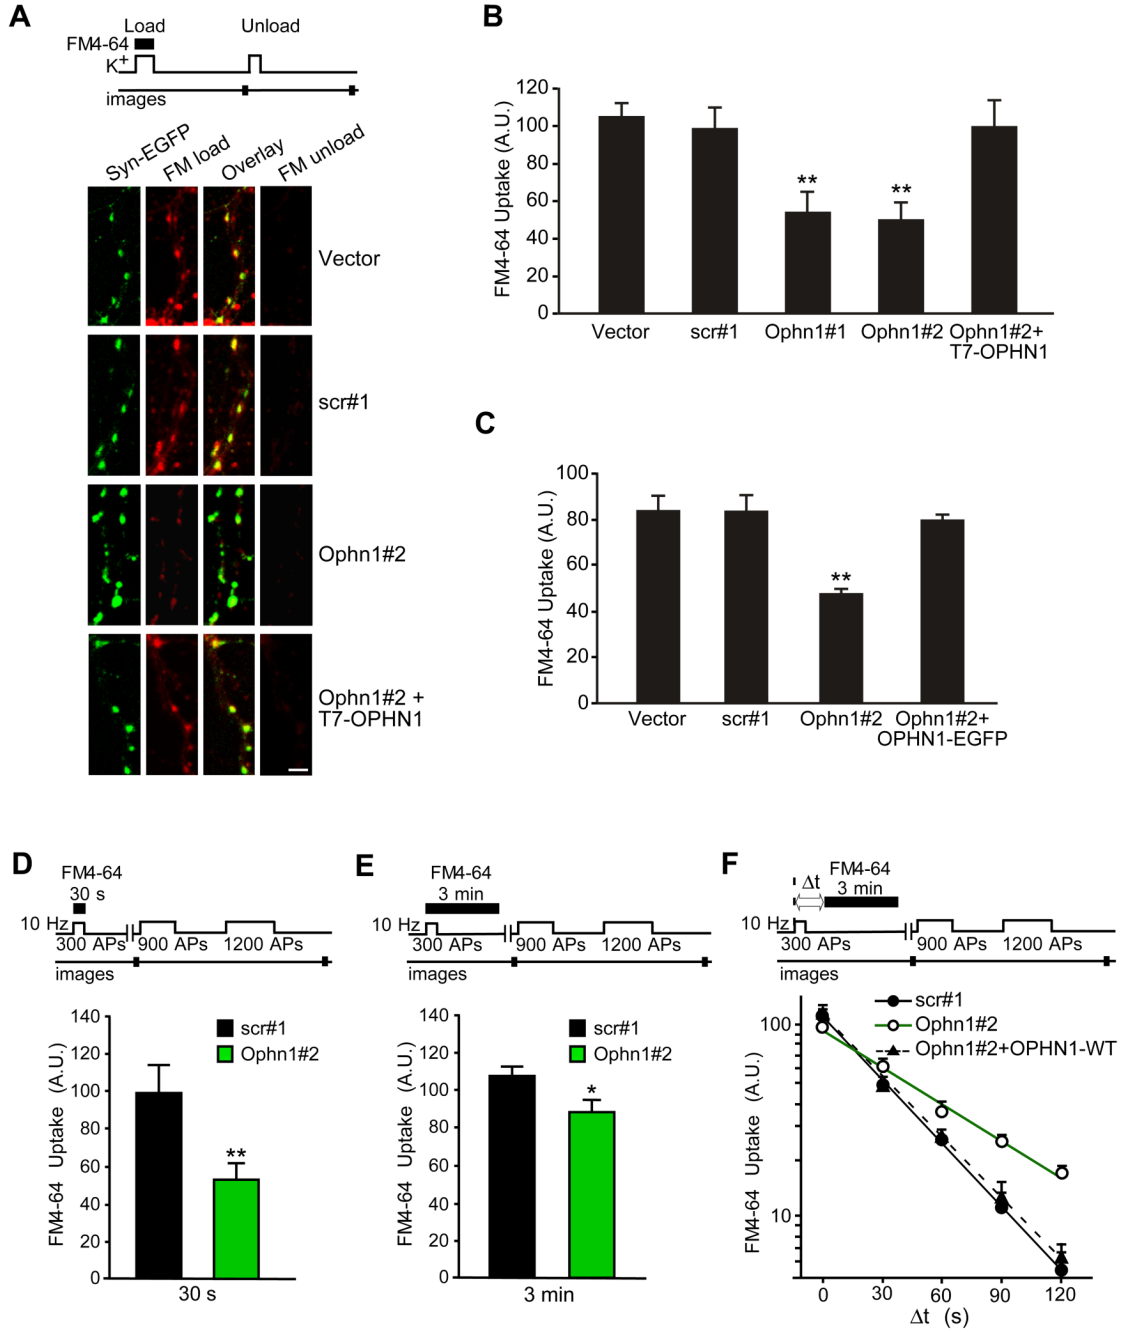 A
Load
Unload
FM4-64
K+
images
Syn-EGFP
FM load
Overlay
FM unload
Vector
scr#1
Ophn1#2
Ophn1#2 +
T7-OPHN1
B
FM4-64 Uptake (A.U.)
120
100
80
60
40
20
0
**
**
Vector
scr#1
Ophn1#1
Ophn1#2
Ophn1#2+
T7-OPHN1
C
FM4-64 Uptake (A.U.)
100
80
60
40
20
0
**
Vector
scr#1
Ophn1#2
Ophn1#2+
OPHN1-EGFP
D
FM4-64
30 s
10 Hz
300 APs
900 APs
1200 APs
images
FM4-64 Uptake (A.U.)
140
120
100
80
60
40
20
0
scr#1
Ophn1#2
**
30 s
E
FM4-64
3 min
10 Hz
300 APs
900 APs
1200 APs
images
FM4-64 Uptake (A.U.)
140
120
100
80
60
40
20
0
scr#1
Ophn1#2
*
3 min
F
Δt
FM4-64
3 min
10 Hz
300 APs
900 APs
1200 APs
images
scr#1
Ophn1#2
Ophn1#2+OPHN1-WT
FM4-64 Uptake (A.U.)
100
10
0
30
60
90
120
Δt (s)